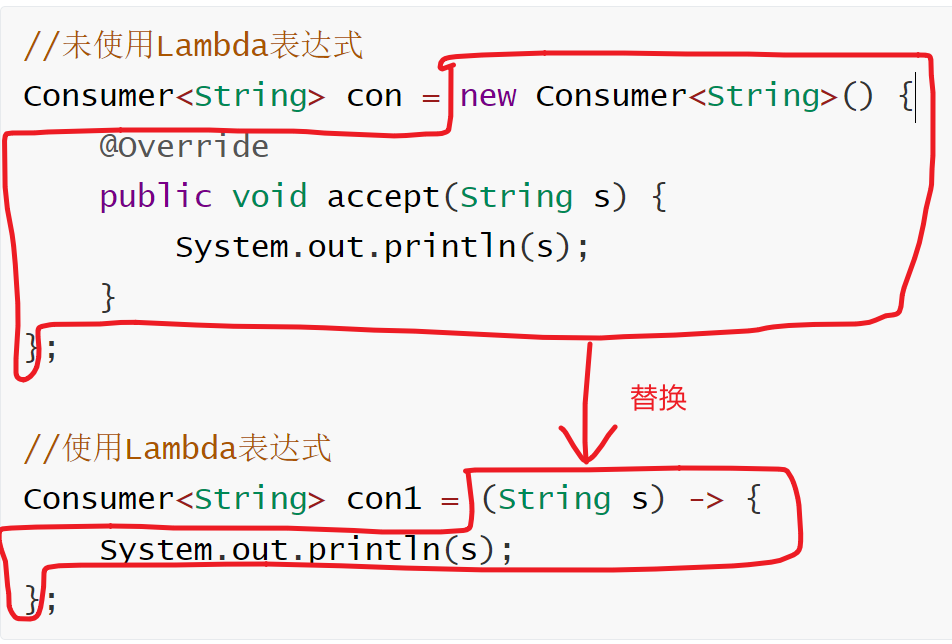 //未使用Lambda表达式
Consumer<String> con = new Consumer<String>() {
    @Override
    public void accept(String s) {
        System.out.println(s);
    }
};
替换
//使用Lambda表达式
Consumer<String> con1 = (String s) -> {
    System.out.println(s);
};